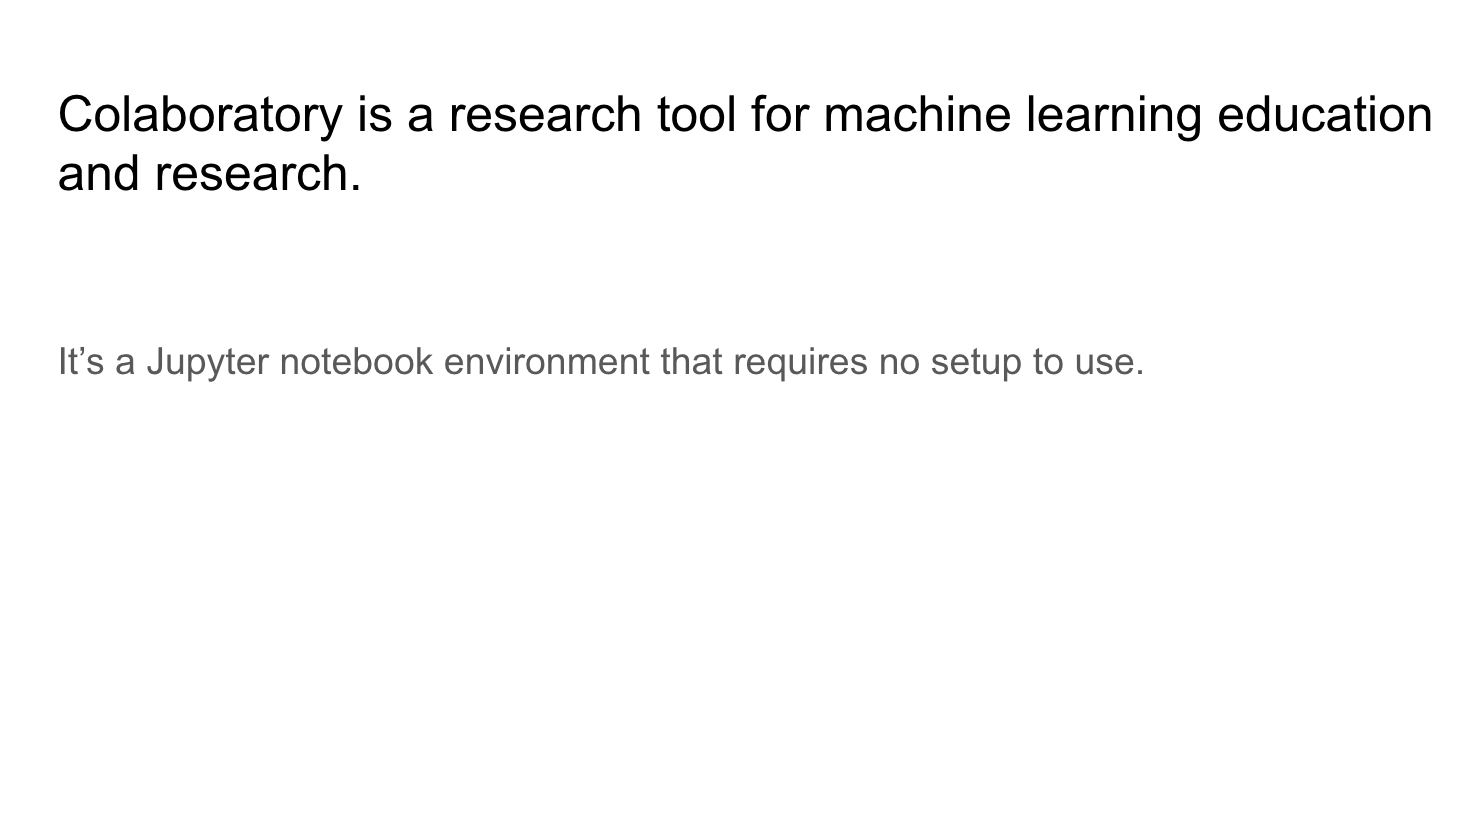 Colaboratory is a research tool for machine learning education
and research.
It’s a Jupyter notebook environment that requires no setup to use.